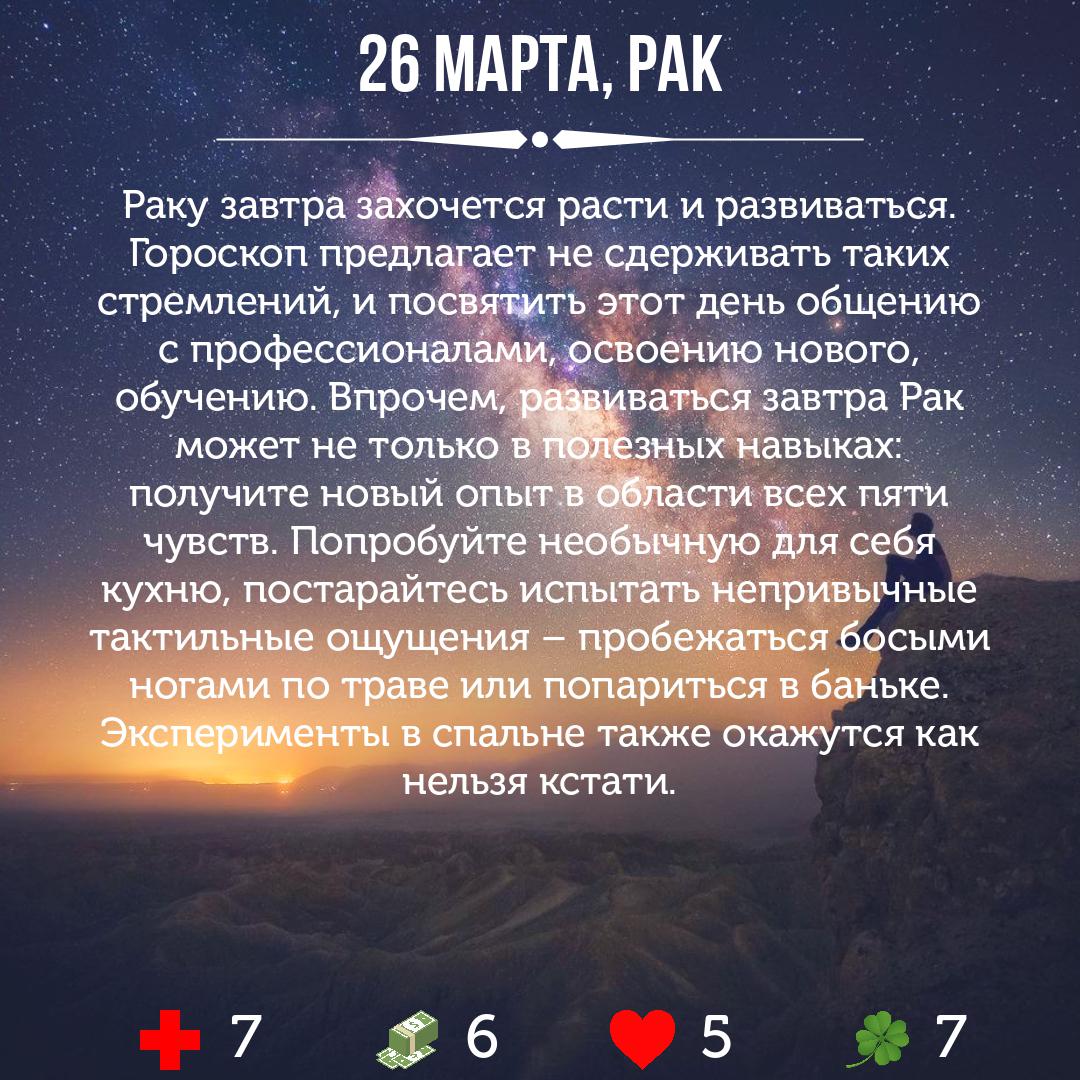 26 МАРТА, РАК
Раку завтра захочется расти и развиваться.
Гороскоп предлагает не сдерживать таких
стремлений, и посвятить этот день общению
с профессионалами, освоению нового,
обучению. Впрочем, развиваться завтра Рак
может не только в полезных навыках:
получите новый опыт в области всех пяти
чувств. Попробуйте необычную для себя
кухню, постарайтесь испытать непривычные
тактильные ощущения – пробежаться босыми
ногами по траве или попариться в баньке.
Эксперименты в спальне также окажутся как
нельзя кстати.
7 6 5 7